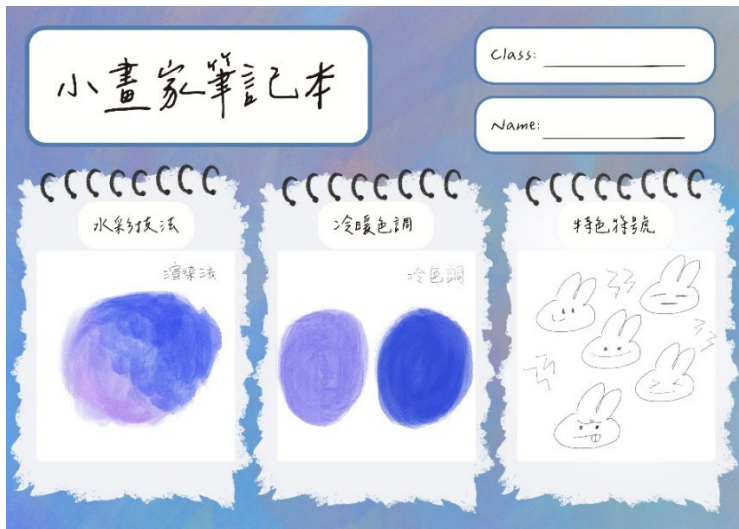 小畫家筆記本
Class:
Name:
水彩技法
渲染法
冷暖色調
冷色調
特色符號